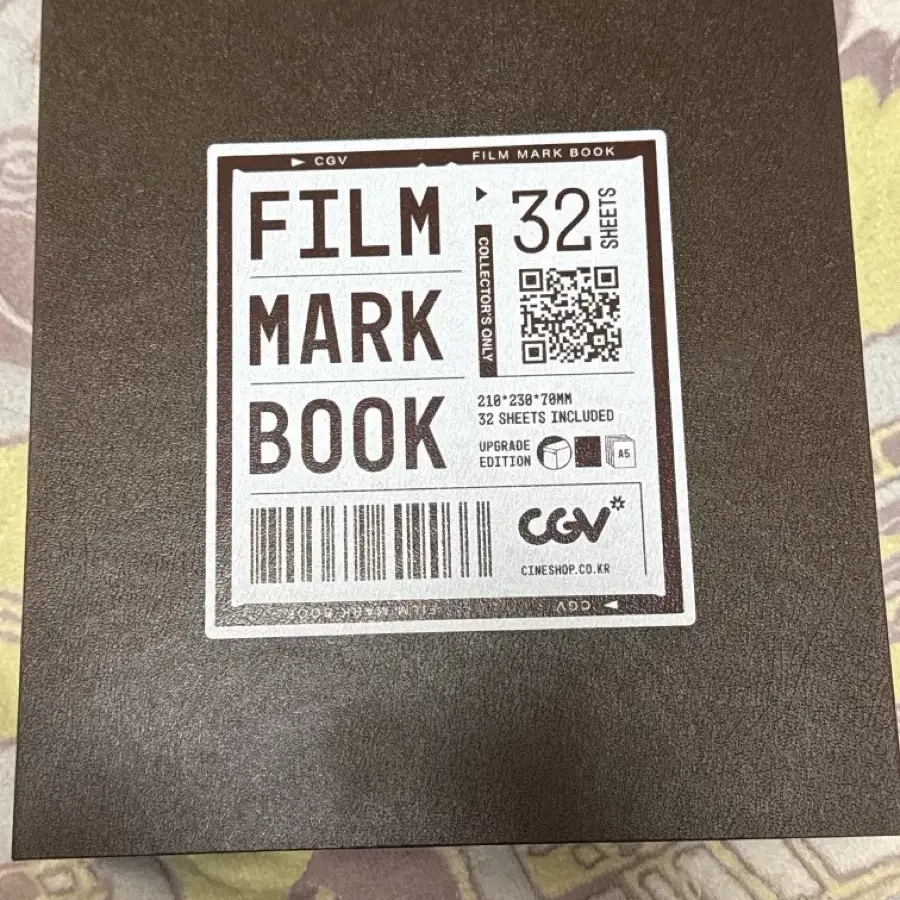 ▶ CGV
FILM MARK BOOK
FILM
MARK
BOOK
32
SHEETS
COLLECTOR'S ONLY
210*230*70MM
32 SHEETS INCLUDED
UPGRADE
EDITION
A5
CGV
CINESHOP.CO.KR
FILM MARK BOOK
CGV